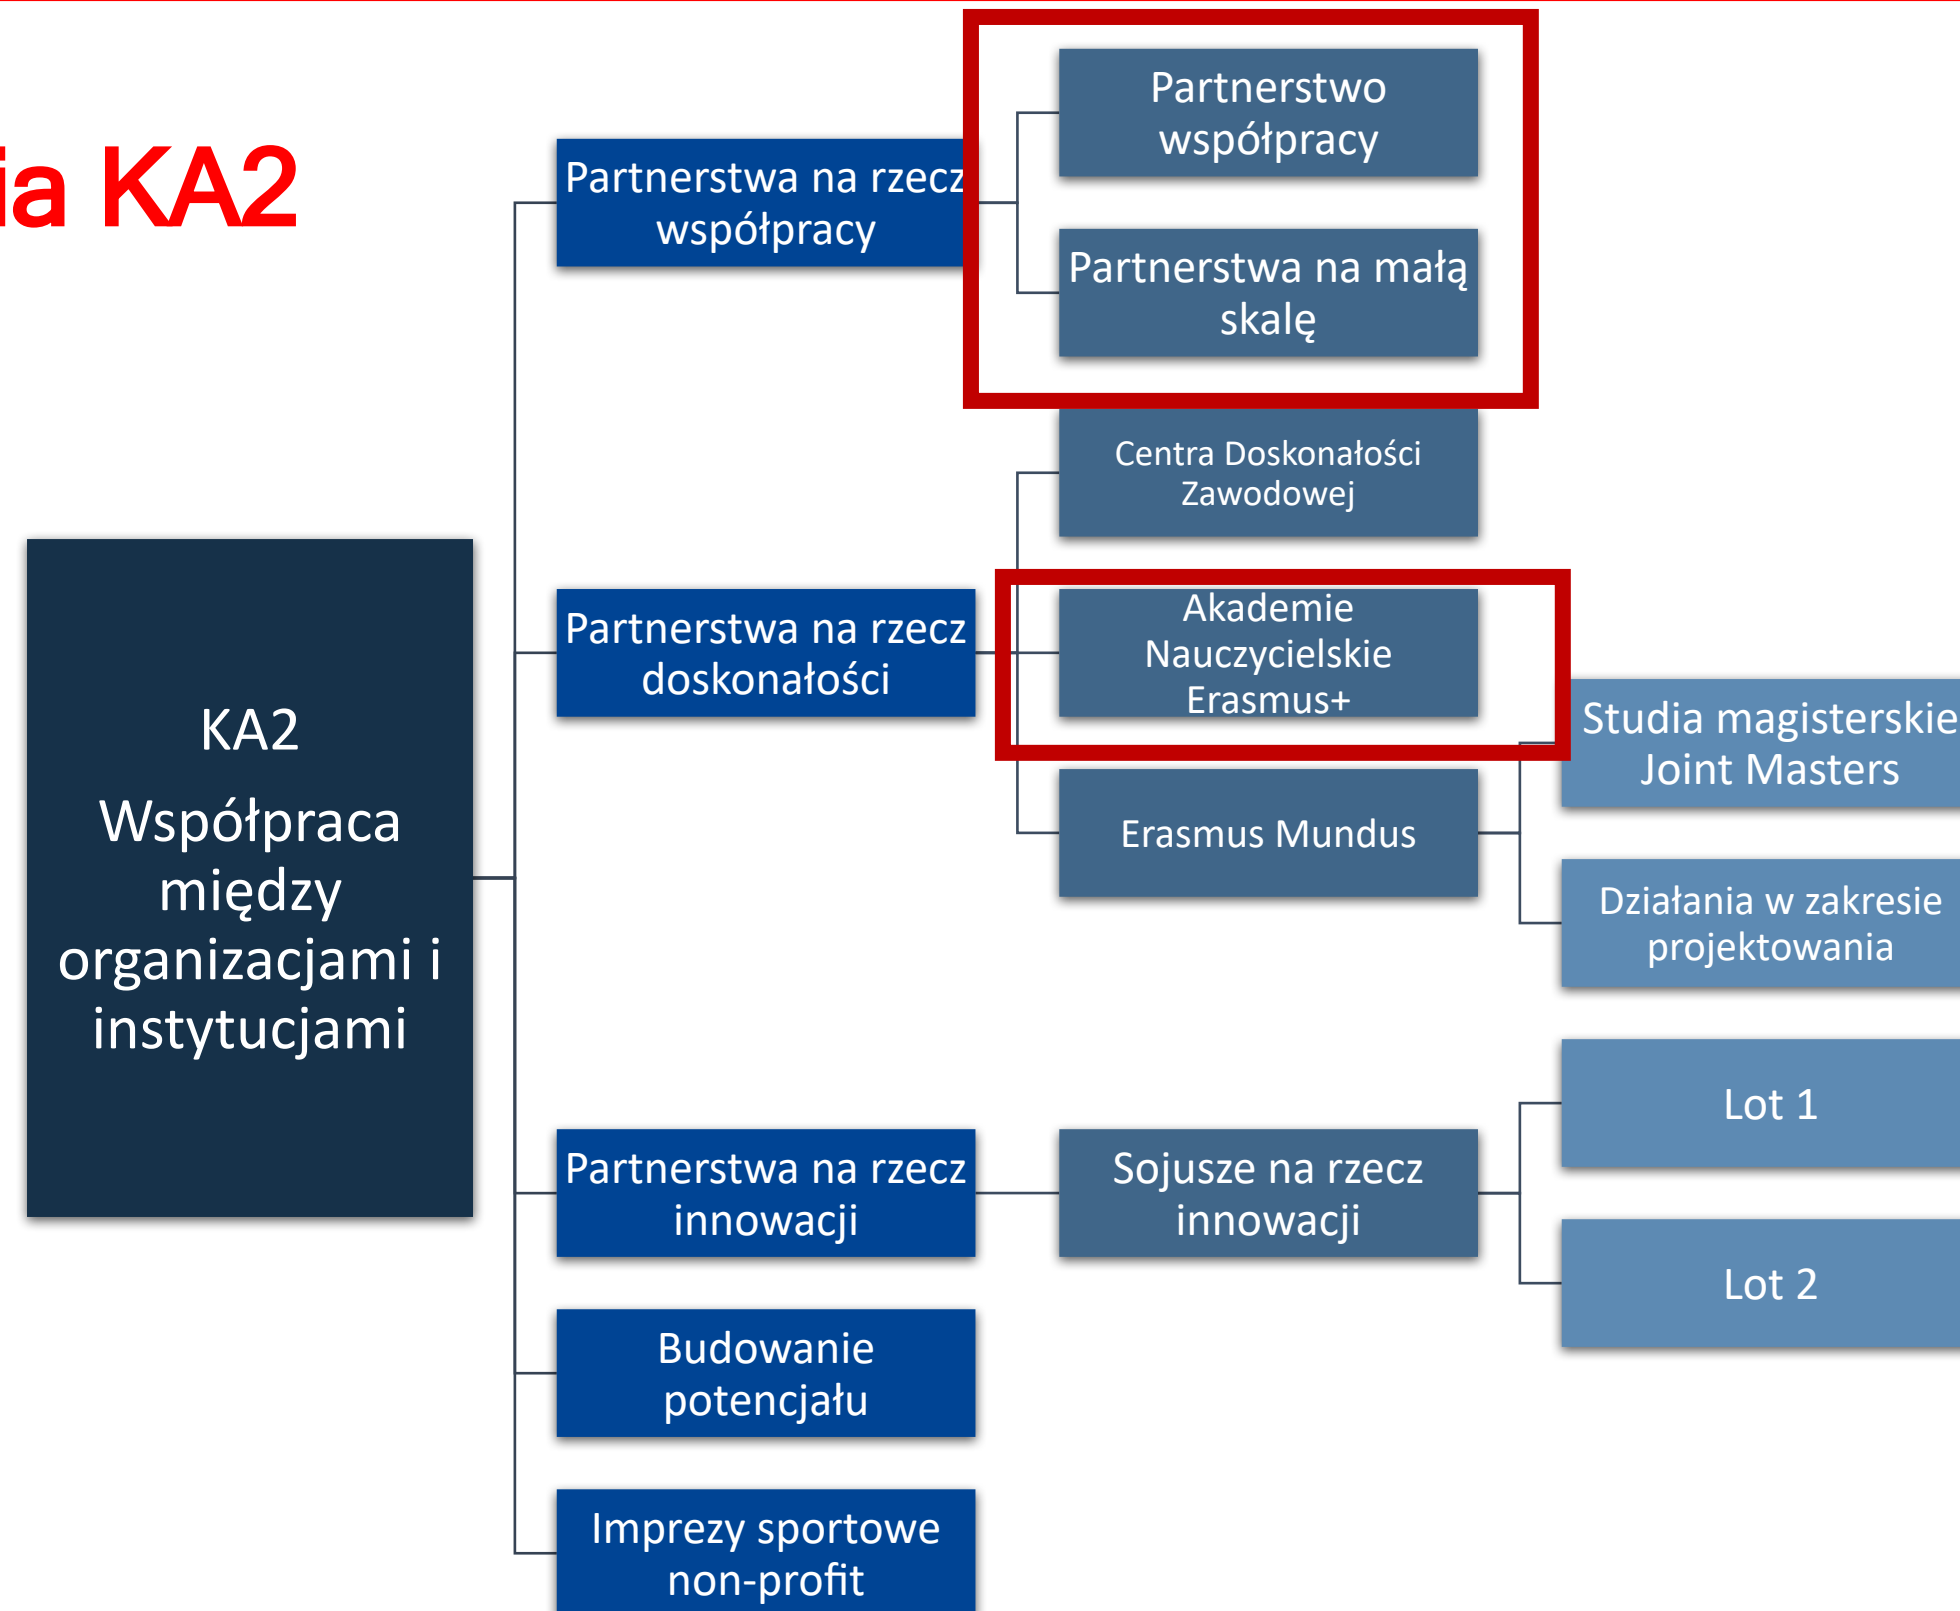 ia KA2
KA2
Współpraca
między
organizacjami i
instytucjami
Partnerstwa na rzecz
współpracy
Partnerstwo
współpracy
Partnerstwa na małą
skalę
Partnerstwa na rzecz
doskonałości
Centra Doskonałości
Zawodowej
Akademie
Nauczycielskie
Erasmus+
Erasmus Mundus
Studia magisterskie
Joint Masters
Działania w zakresie
projektowania
Partnerstwa na rzecz
innowacji
Sojusze na rzecz
innowacji
Lot 1
Lot 2
Budowanie
potencjału
Imprezy sportowe
non-profit